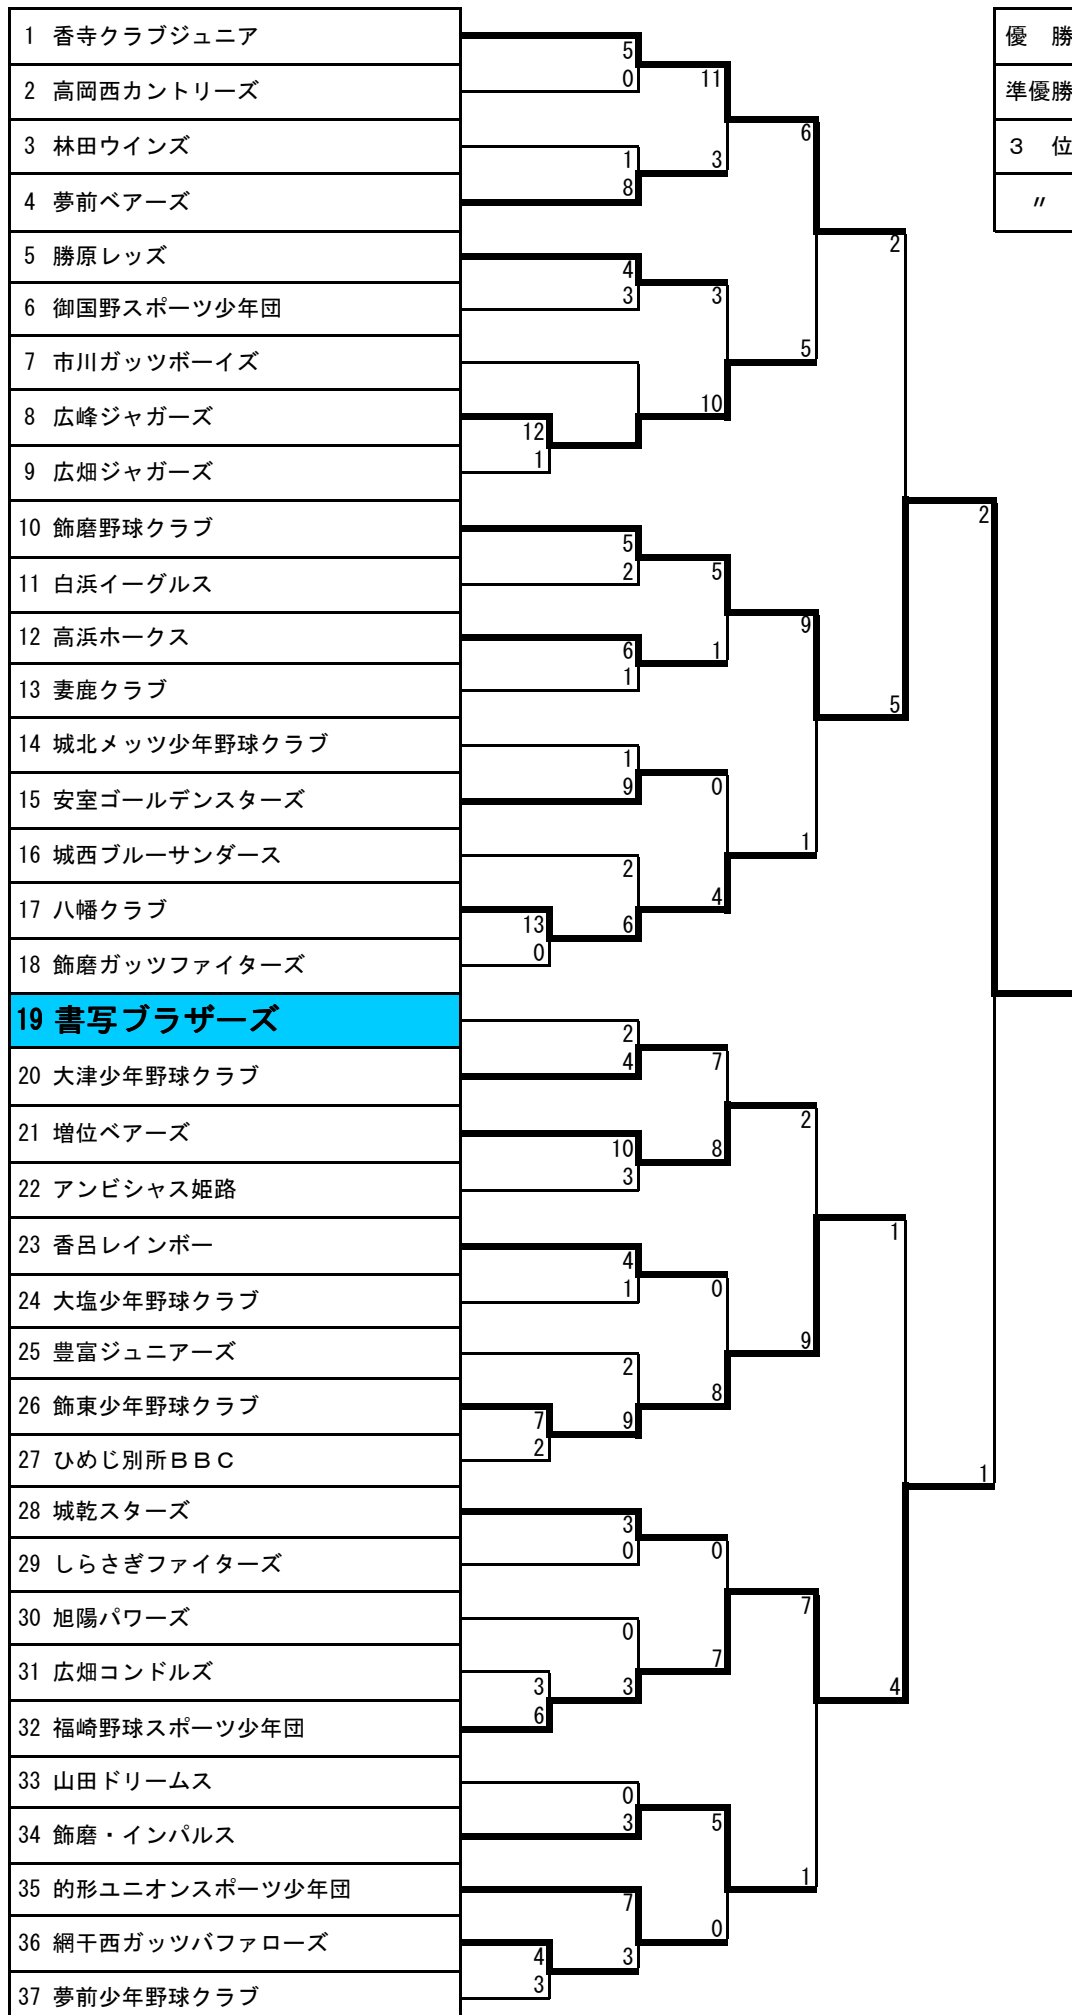 1 香寺クラブジュニア
2 高岡西カントリーズ
3 林田ウインズ
4 夢前ベアーズ
5 勝原レッズ
6 御国野スポーツ少年団
7 市川ガッツボーイズ
8 広峰ジャガーズ
9 広畑ジャガーズ
10 飾磨野球クラブ
11 白浜イーグルス
12 高浜ホークス
13 妻鹿クラブ
14 城北メッツ少年野球クラブ
15 安室ゴールデンスターズ
16 城西ブルーサンダース
17 八幡クラブ
18 飾磨ガッツファイターズ
19 書写ブラザーズ
20 大津少年野球クラブ
21 増位ベアーズ
22 アンビシャス姫路
23 香呂レインボー
24 大塩少年野球クラブ
25 豊富ジュニアーズ
26 飾東少年野球クラブ
27 ひめじ別所ＢＢＣ
28 城乾スターズ
29 しらさぎファイターズ
30 旭陽パワーズ
31 広畑コンドルズ
32 福崎野球スポーツ少年団
33 山田ドリームス
34 飾磨・インパルス
35 的形ユニオンスポーツ少年団
36 網干西ガッツバファローズ
37 夢前少年野球クラブ
12
1
13
0
7
2
3
6
4
3
5
0
1
8
4
3
5
2
6
1
1
9
2
6
2
4
10
3
4
1
2
9
3
0
0
3
0
3
7
3
11
3
3
10
5
1
0
4
7
8
0
8
0
7
5
0
6
5
9
1
2
9
7
1
2
5
1
4
2
1
優　勝
準優勝
３　位
〃